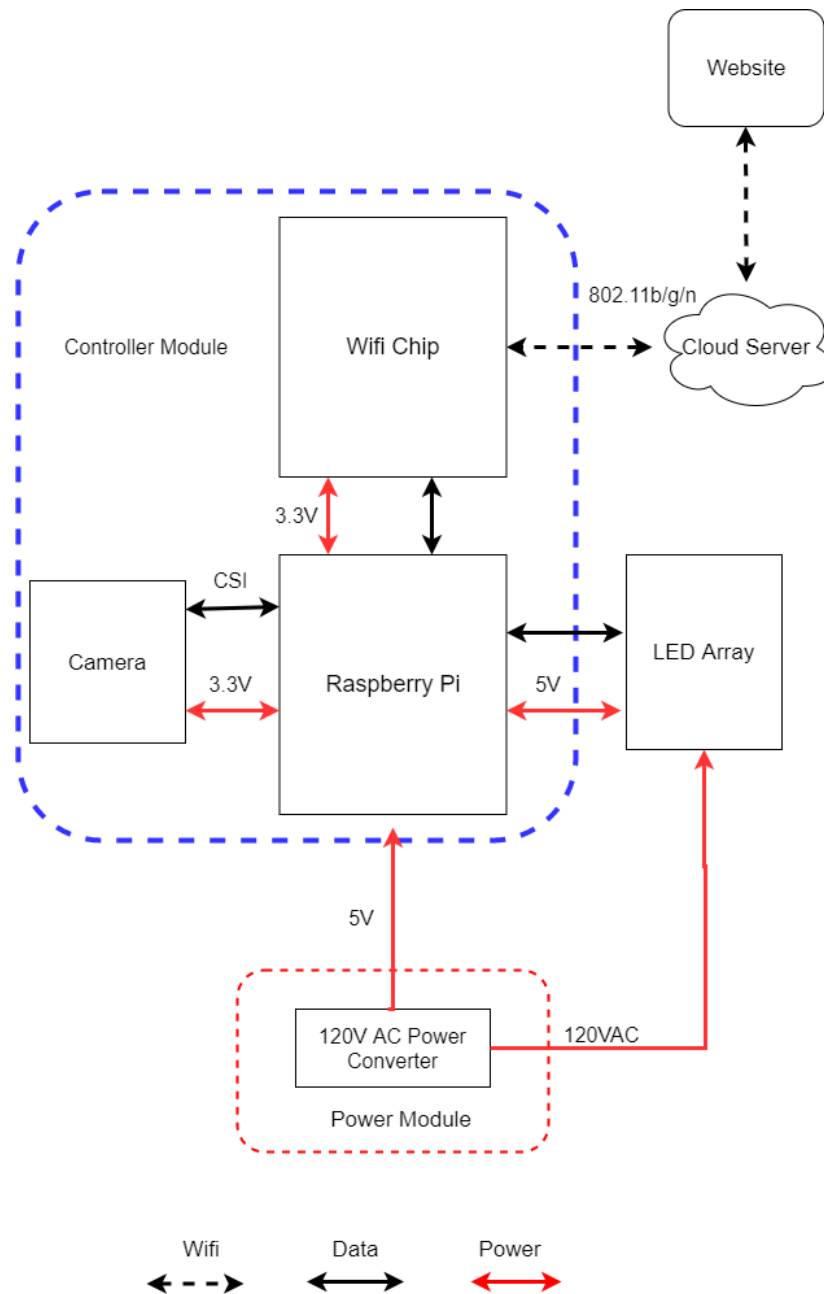 Website
802.11b/g/n
Controller Module
Wifi Chip
Cloud Server
3.3V
CSI
Camera
3.3V
Raspberry Pi
5V
LED Array
5V
120V AC Power
Converter
120VAC
Power Module
Wifi
Data
Power